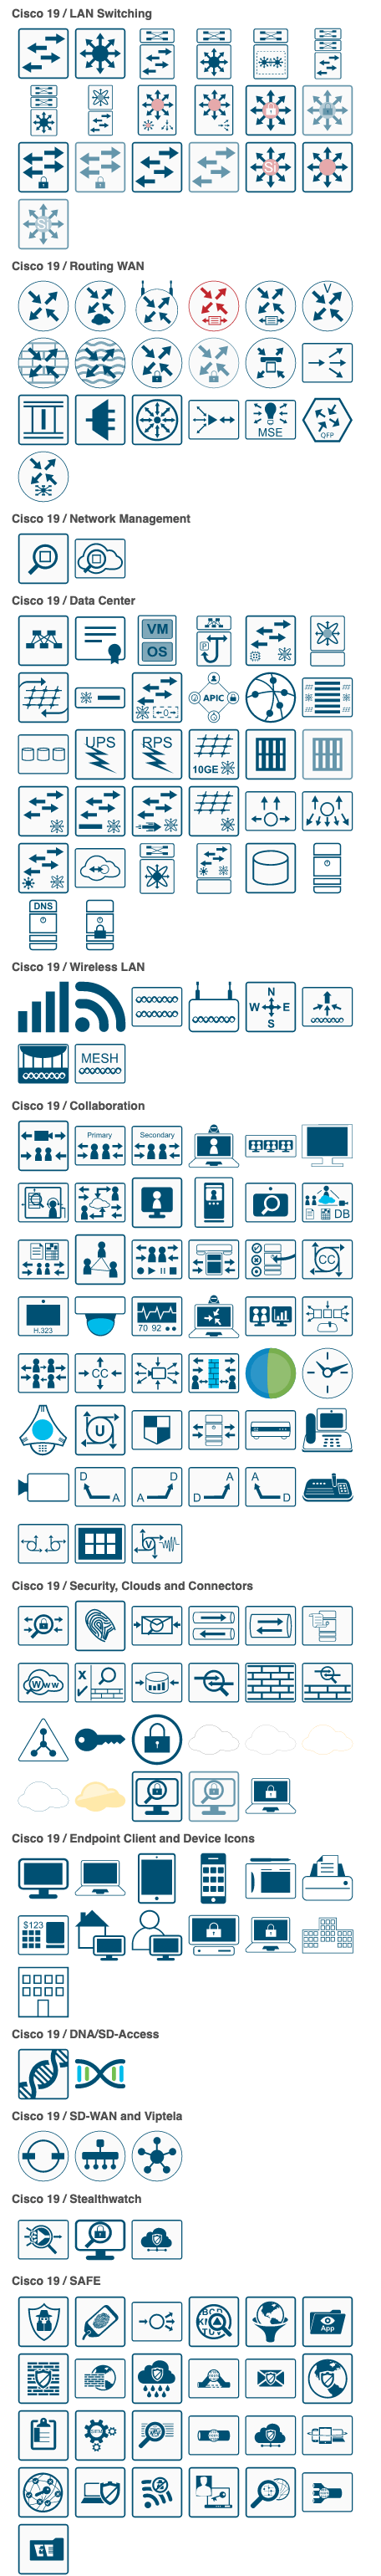 Cisco 19 / LAN Switching
Si
Si
Cisco 19 / Routing WAN
V
MSE
QFP
Cisco 19 / Network Management
Cisco 19 / Data Center
VM
OS
P
APIC
UPS
RPS
10GE
DNS
Cisco 19 / Wireless LAN
N
W E
S
MESH
Cisco 19 / Collaboration
Primary
Secondary
DB
CC
H.323
70 92
CC
U
D A
A D
D A
A D
V
Cisco 19 / Security, Clouds and Connectors
Www
X
Cisco 19 / Endpoint Client and Device Icons
$123
Cisco 19 / DNA/SD-Access
Cisco 19 / SD-WAN and Viptela
Cisco 19 / Stealthwatch
Cisco 19 / SAFE
App